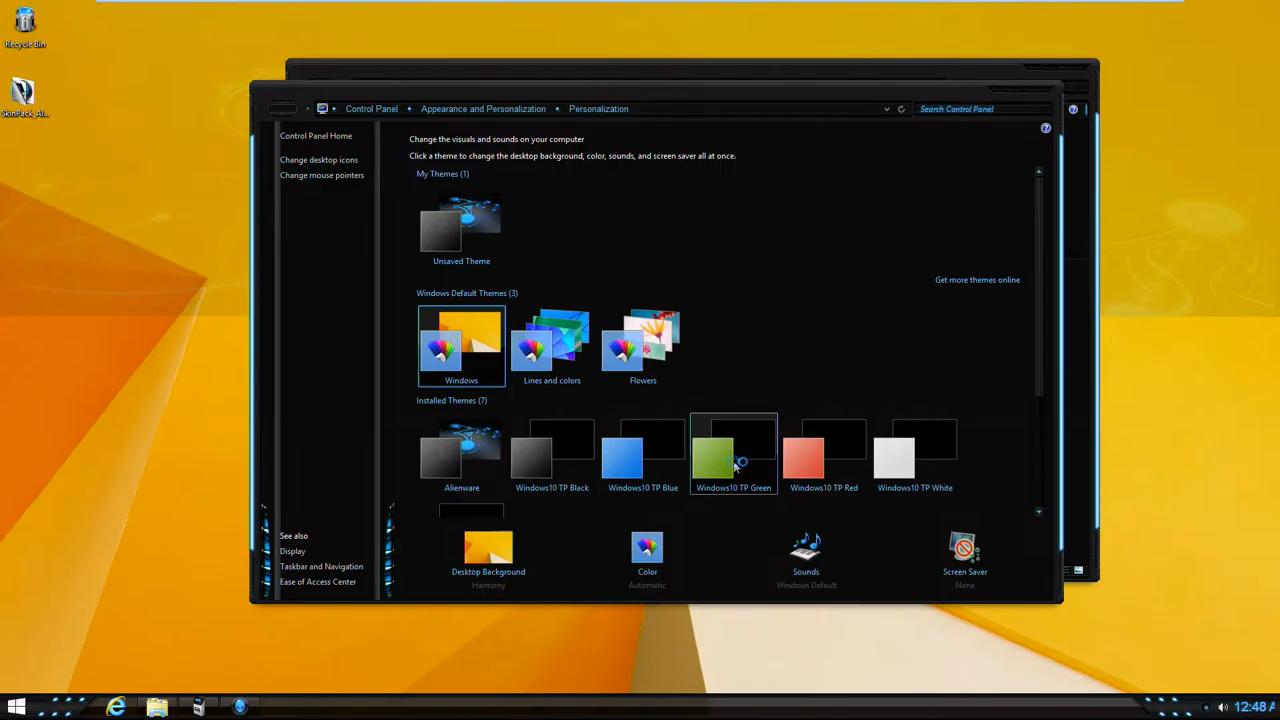 Recycle Bin
SkinPack_Al...
Control Panel • Appearance and Personalization • Personalization
Search Control Panel
Control Panel Home
Change desktop icons
Change mouse pointers
Change the visuals and sounds on your computer
Click a theme to change the desktop background, color, sounds, and screen saver all at once.
My Themes (1)
Unsaved Theme
Get more themes online
Windows Default Themes (3)
Windows
Lines and colors
Flowers
Installed Themes (7)
Alienware
Windows10 TP Black
Windows10 TP Blue
Windows10 TP Green
Windows10 TP Red
Windows10 TP White
See also
Display
Taskbar and Navigation
Ease of Access Center
Desktop Background
Harmony
Color
Automatic
Sounds
Windows Default
Screen Saver
None
12:48 A